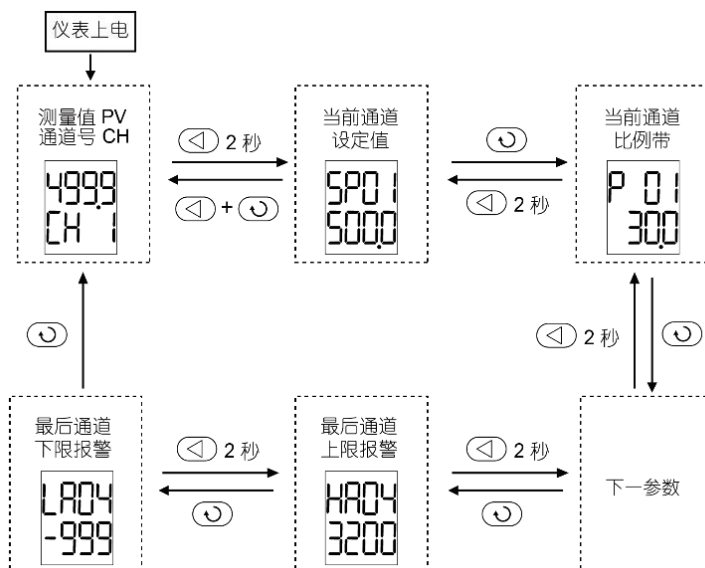 仪表上电
测量值 PV
通道号 CH
499.9
CH 1
2 秒
+
当前通道
设定值
SP01
500.0
2 秒
当前通道
比例带
P 01
30.0
2 秒
最后通道
下限报警
LA04
-999
2 秒
最后通道
上限报警
HA04
3200
2 秒
下一参数